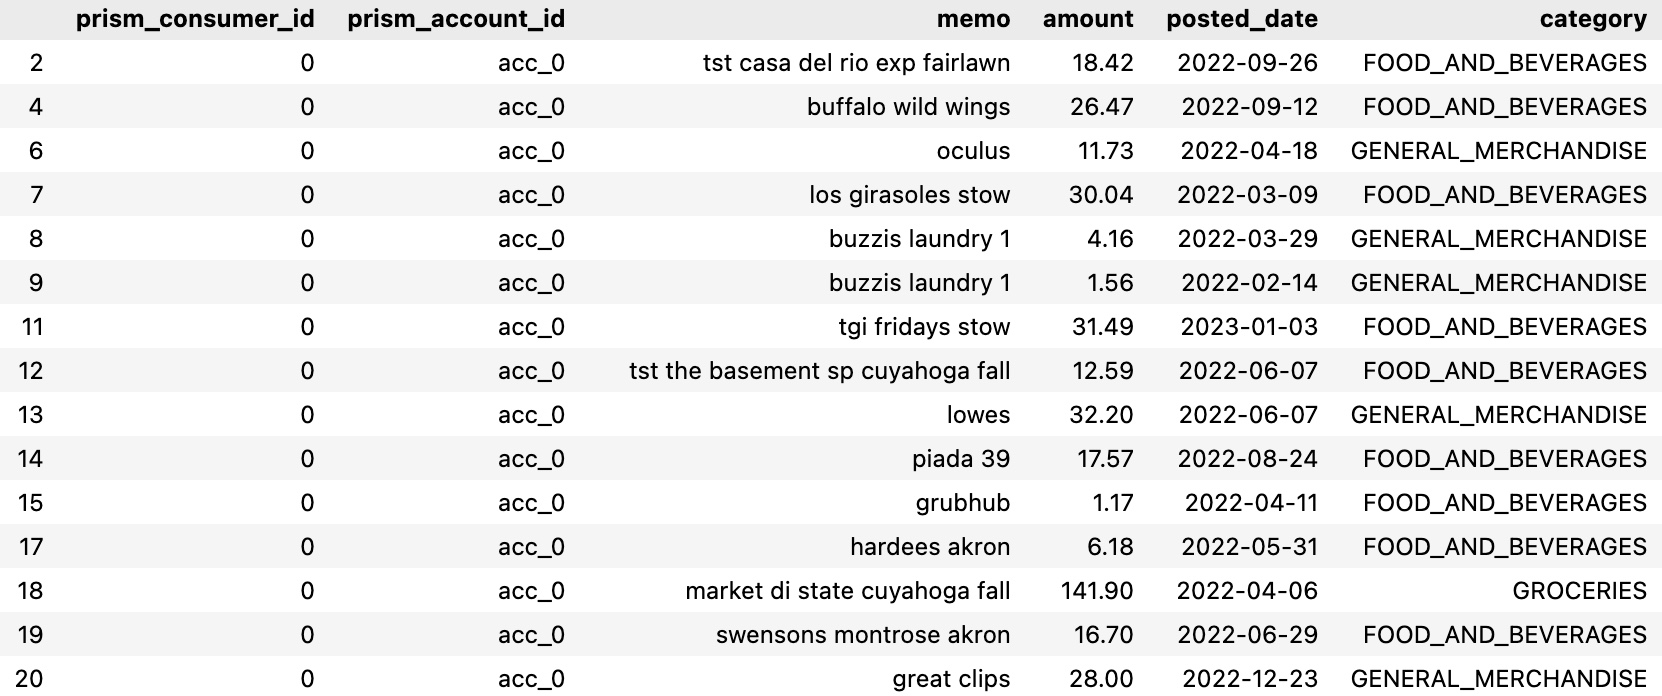 prism_consumer_id prism_account_id memo amount posted_date category
2 0 acc_0 tst casa del rio exp fairlawn 18.42 2022-09-26 FOOD_AND_BEVERAGES
4 0 acc_0 buffalo wild wings 26.47 2022-09-12 FOOD_AND_BEVERAGES
6 0 acc_0 oculus 11.73 2022-04-18 GENERAL_MERCHANDISE
7 0 acc_0 los girasoles stow 30.04 2022-03-09 FOOD_AND_BEVERAGES
8 0 acc_0 buzzis laundry 1 4.16 2022-03-29 GENERAL_MERCHANDISE
9 0 acc_0 buzzis laundry 1 1.56 2022-02-14 GENERAL_MERCHANDISE
11 0 acc_0 tgi fridays stow 31.49 2023-01-03 FOOD_AND_BEVERAGES
12 0 acc_0 tst the basement sp cuyahoga fall 12.59 2022-06-07 FOOD_AND_BEVERAGES
13 0 acc_0 lowes 32.20 2022-06-07 GENERAL_MERCHANDISE
14 0 acc_0 piada 39 17.57 2022-08-24 FOOD_AND_BEVERAGES
15 0 acc_0 grubhub 1.17 2022-04-11 FOOD_AND_BEVERAGES
17 0 acc_0 hardees akron 6.18 2022-05-31 FOOD_AND_BEVERAGES
18 0 acc_0 market di state cuyahoga fall 141.90 2022-04-06 GROCERIES
19 0 acc_0 swensons montrose akron 16.70 2022-06-29 FOOD_AND_BEVERAGES
20 0 acc_0 great clips 28.00 2022-12-23 GENERAL_MERCHANDISE